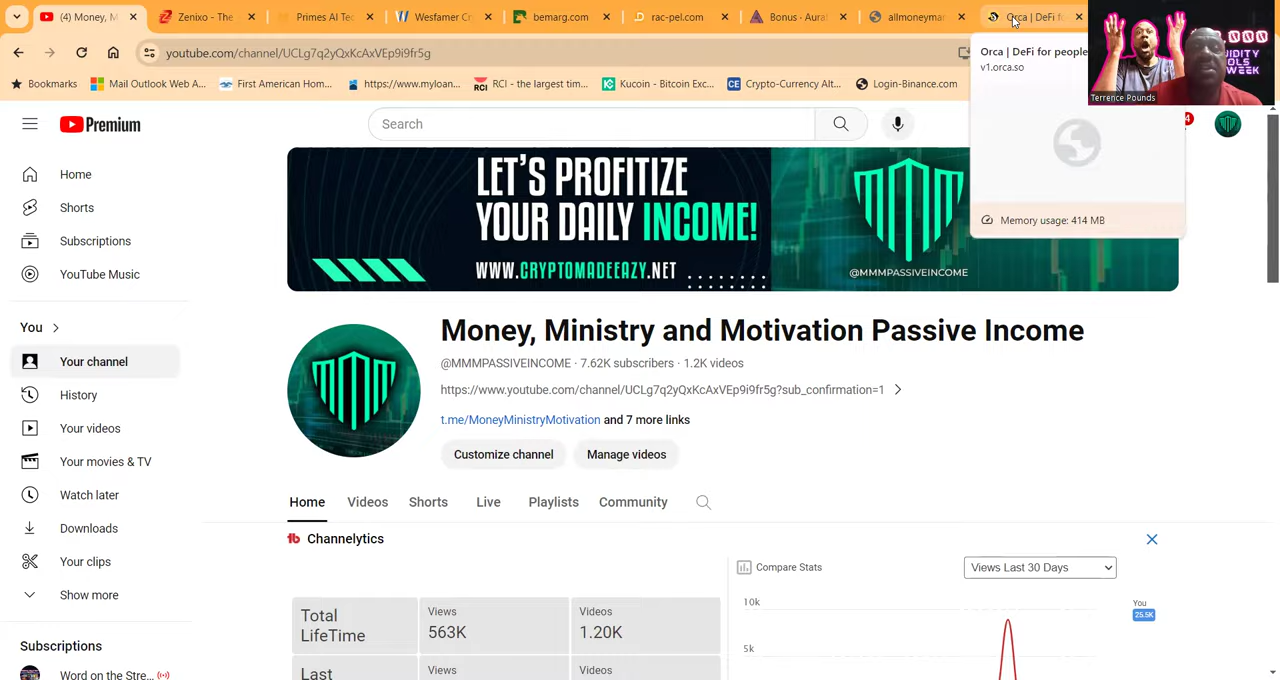 (4) Money, M
Zenixo - The
Primes AI Tec
Wesfamer C
bemarg.com
rac-pel.com
Bonus - Aurat
allmoneymar
Orca | DeFi fo
youtube.com/channel/UCLg7q2yQxKcAxVEp9i9fr5g
Orca | DeFi for people
v1.orca.so
Memory usage: 414 MB
Terrence Pounds
Bookmarks
Mail Outlook Web A...
First American Hom...
https://www.myloan...
RCI - the largest tim...
Kucoin - Bitcoin Exc...
Crypto-Currency Alt...
Login-Binance.com
Premium
Search
4
Home
Shorts
Subscriptions
YouTube Music
You
Your channel
History
Your videos
Your movies & TV
Watch later
Downloads
Your clips
Show more
Subscriptions
Word on the Stre...
LET'S PROFITIZE
YOUR DAILY INCOME!
WWW.CRYPTOMADEEAZY.NET
@MMMPASSIVEINCOME
Money, Ministry and Motivation Passive Income
@MMMPASSIVEINCOME · 7.62K subscribers · 1.2K videos
https://www.youtube.com/channel/UCLg7q2yQxKcAxVEp9i9fr5g?sub_confirmation=1
t.me/MoneyMinistryMotivation and 7 more links
Customize channel
Manage videos
Home
Videos
Shorts
Live
Playlists
Community
tb Channelytics
Compare Stats
Views Last 30 Days
Total
LifeTime
Views
563K
Videos
1.20K
Last
Views
Videos
10k
5k
You
25.5K